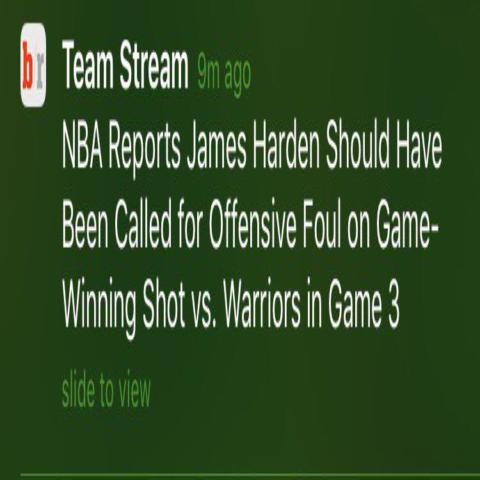 br
Team Stream 9m ago
NBA Reports James Harden Should Have
Been Called for Offensive Foul on Game-
Winning Shot vs. Warriors in Game 3
slide to view